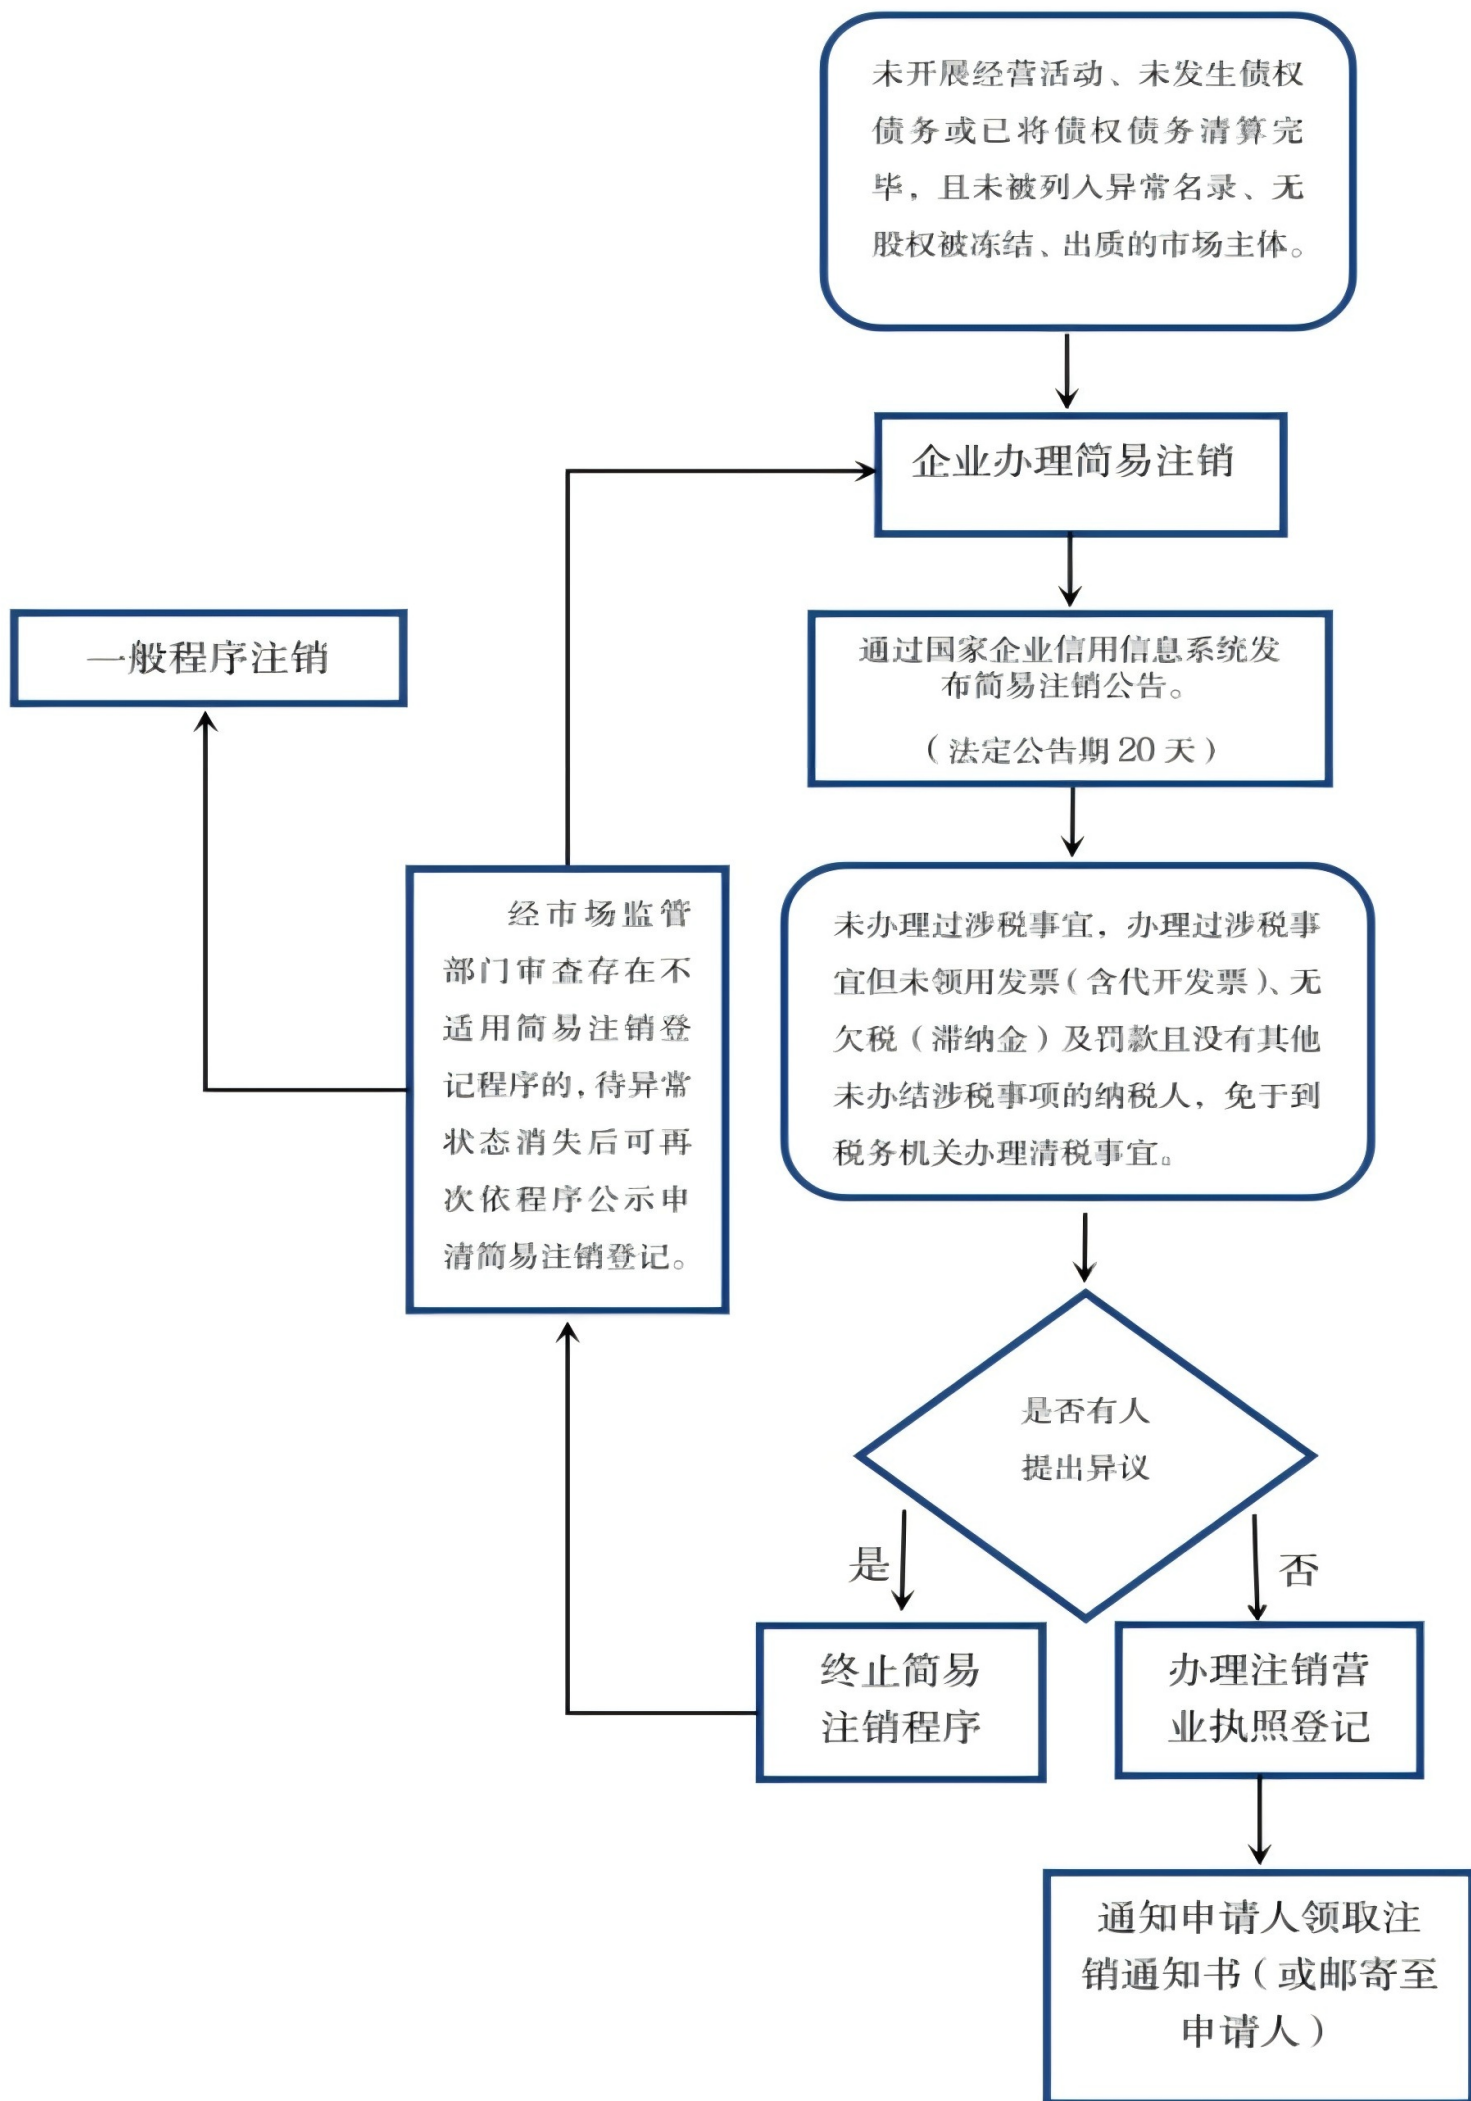 未开展经营活动、未发生债权
债务或已将债权债务清算完
毕，且未被列入异常名录、无
股权被冻结、出质的市场主体。
企业办理简易注销
通过国家企业信用信息系统发
布简易注销公告。
（法定公告期 20 天）
一般程序注销
经市场监管
部门审查存在不
适用简易注销登
记程序的，待异常
状态消失后可再
次依程序公示申
请简易注销登记。
未办理过涉税事宜，办理过涉税事
宜但未领用发票（含代开发票）、无
欠税（滞纳金）及罚款且没有其他
未办结涉税事项的纳税人，免于到
税务机关办理清税事宜。
是否有人
提出异议
是
否
终止简易
注销程序
办理注销营
业执照登记
通知申请人领取注
销通知书（或邮寄至
申请人）